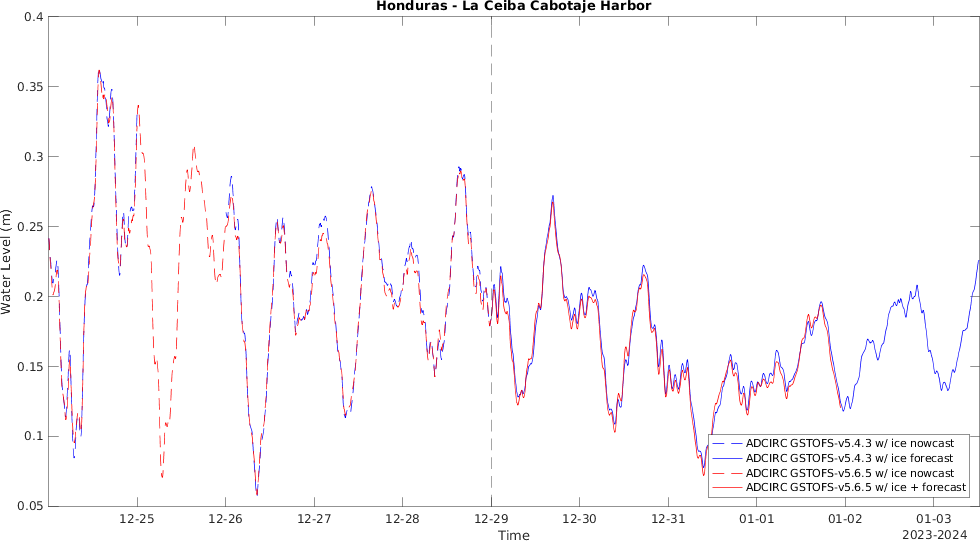 Honduras - La Ceiba Cabotaje Harbor
0.4
0.35
0.3
0.25
0.2
0.15
0.1
0.05
Water Level (m)
ADCIRC GSTOFS-v5.4.3 w/ ice nowcast
ADCIRC GSTOFS-v5.4.3 w/ ice forecast
ADCIRC GSTOFS-v5.6.5 w/ ice nowcast
ADCIRC GSTOFS-v5.6.5 w/ ice + forecast
12-25 12-26 12-27 12-28 12-29 12-30 12-31 01-01 01-02 01-03
Time
2023-2024